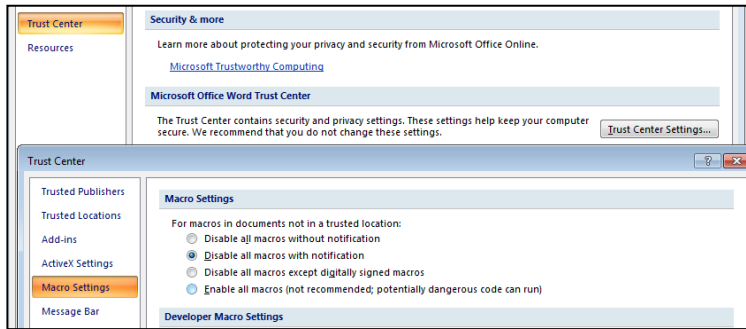 Trust Center
Resources
Security & more
Learn more about protecting your privacy and security from Microsoft Office Online.
Microsoft Trustworthy Computing
Microsoft Office Word Trust Center
The Trust Center contains security and privacy settings. These settings help keep your computer
secure. We recommend that you do not change these settings.
Trust Center Settings...
Trust Center
Trusted Publishers
Trusted Locations
Add-ins
ActiveX Settings
Macro Settings
Message Bar
Macro Settings
For macros in documents not in a trusted location:
Disable all macros without notification
Disable all macros with notification
Disable all macros except digitally signed macros
Enable all macros (not recommended; potentially dangerous code can run)
Developer Macro Settings